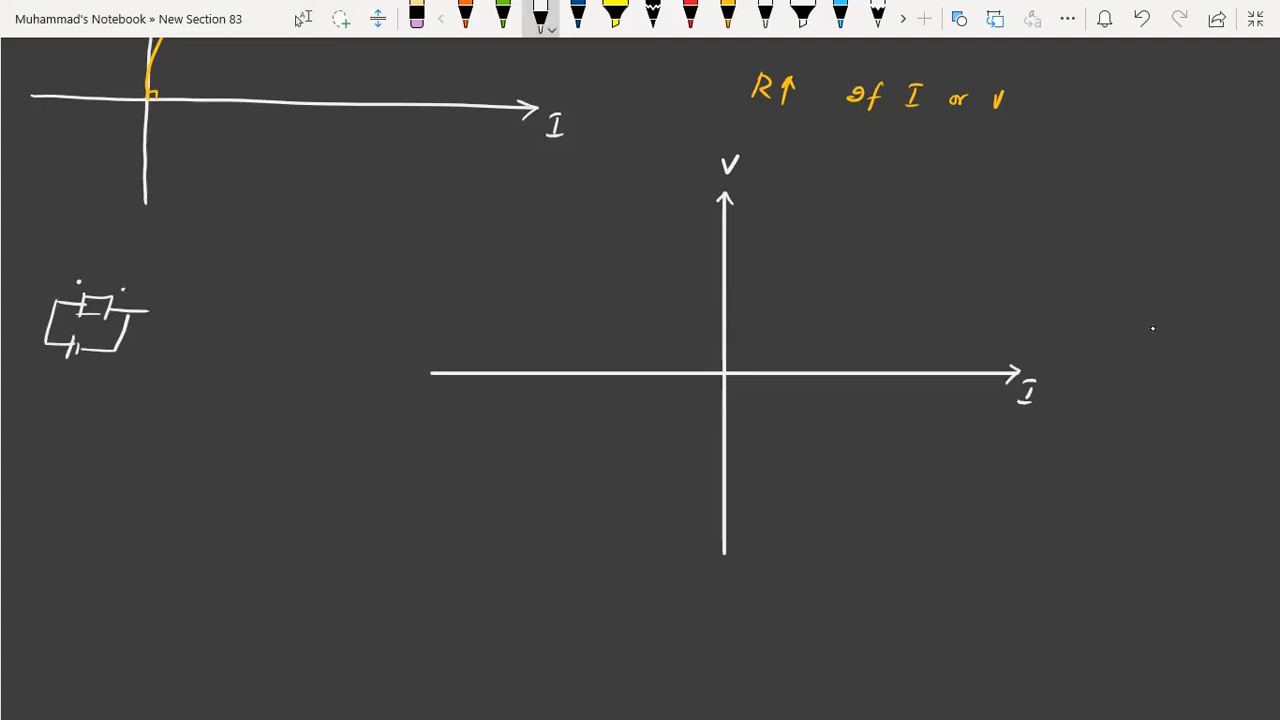 Muhammad's Notebook » New Section 83
R↑ If I or V
I
V
I